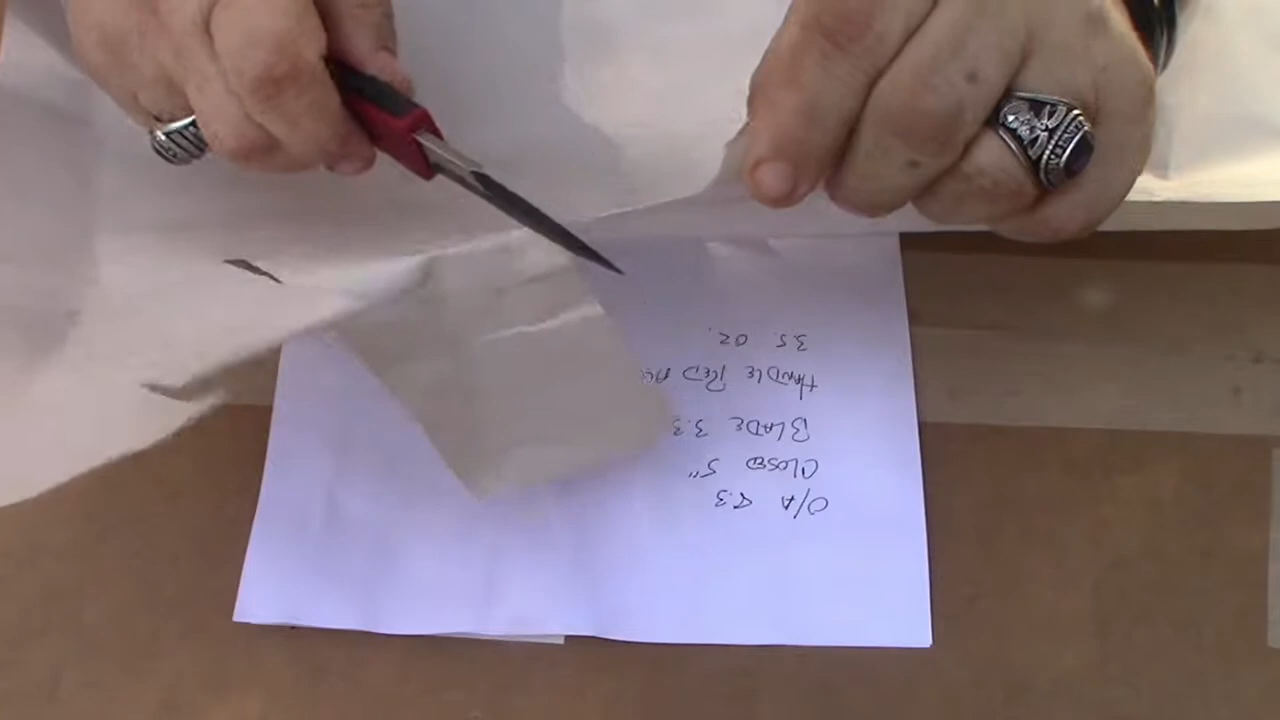 O/A 8.3
CLOSED 5"
BLADE 3.3
HANDLE RED
3.5 OZ.